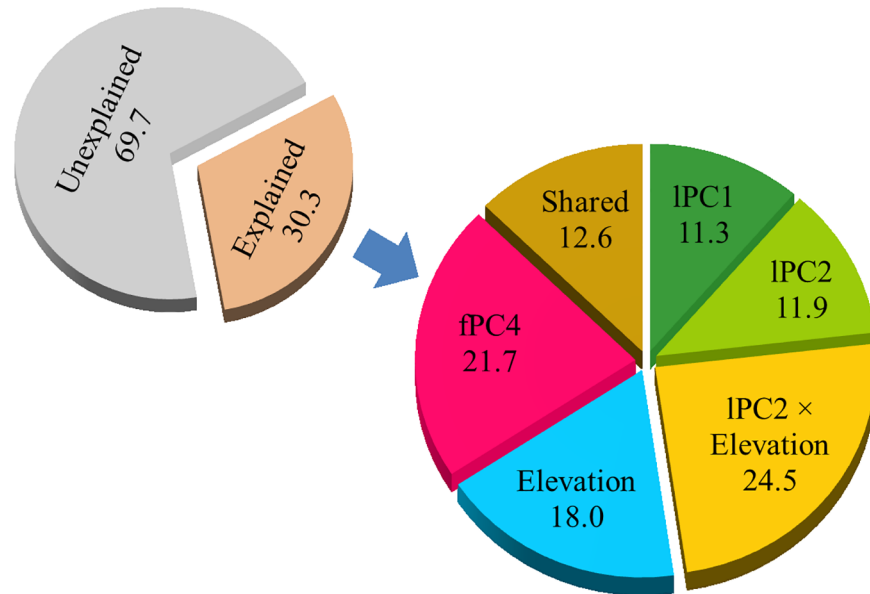 Unexplained
69.7
Explained
30.3
Shared
12.6
lPC1
11.3
lPC2
11.9
lPC2 ×
Elevation
24.5
Elevation
18.0
fPC4
21.7